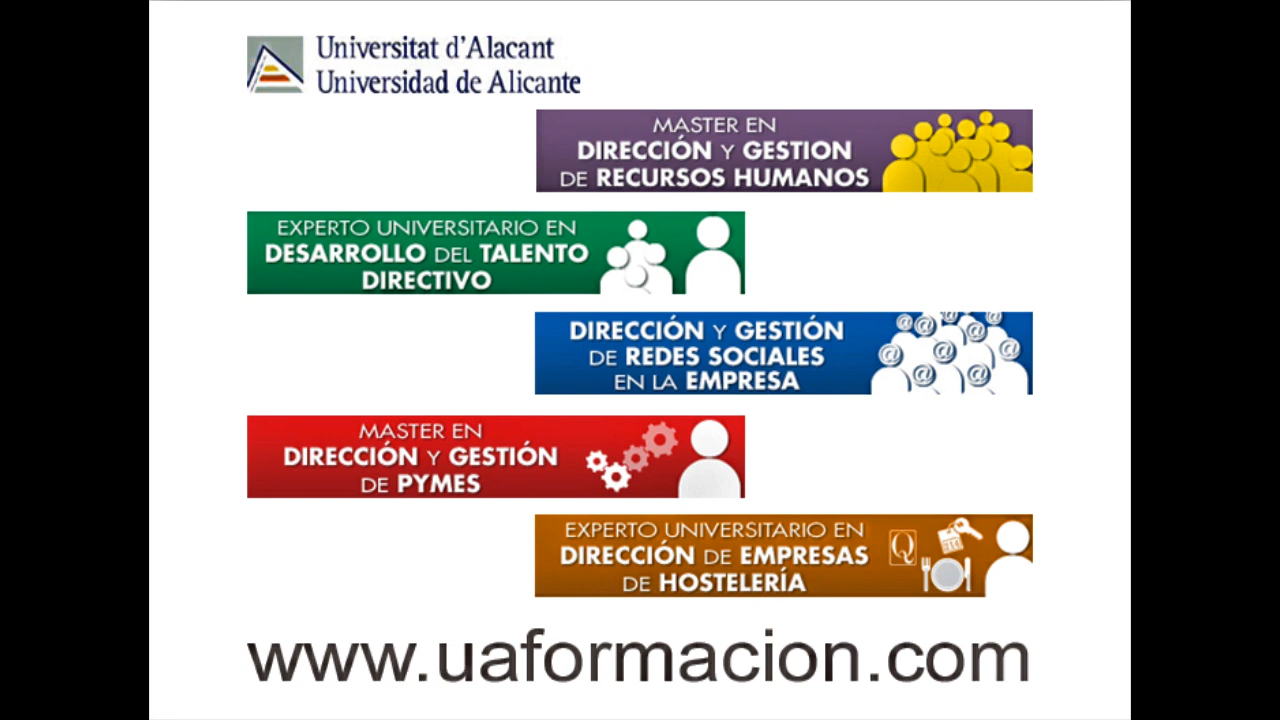 Universitat d'Alacant
Universidad de Alicante
MASTER EN
DIRECCIÓN Y GESTION
DE RECURSOS HUMANOS
EXPERTO UNIVERSITARIO EN
DESARROLLO DEL TALENTO
DIRECTIVO
DIRECCIÓN Y GESTIÓN
DE REDES SOCIALES
EN LA EMPRESA
@ @ @ @ @ @ @ @ @
MASTER EN
DIRECCIÓN Y GESTIÓN
DE PYMES
EXPERTO UNIVERSITARIO EN
DIRECCIÓN DE EMPRESAS
DE HOSTELERÍA
Q
www.uaformacion.com